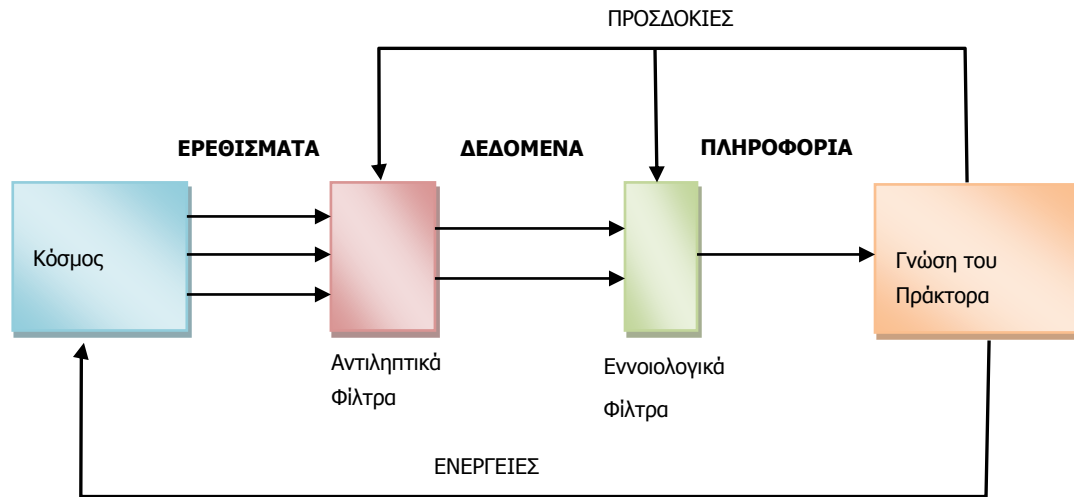 ΠΡΟΣΔΟΚΙΕΣ
ΕΡΕΘΙΣΜΑΤΑ
ΔΕΔΟΜΕΝΑ
ΠΛΗΡΟΦΟΡΙΑ
Κόσμος
Γνώση του
Πράκτορα
Αντιληπτικά
Φίλτρα
Εννοιολογικά
Φίλτρα
ΕΝΕΡΓΕΙΕΣ